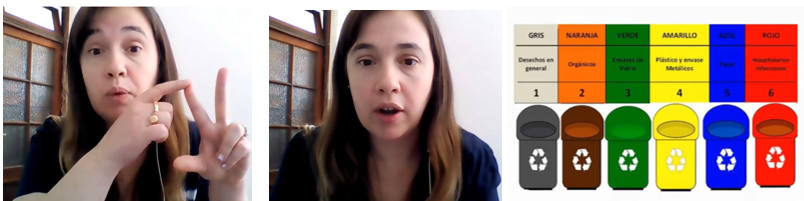 GRIS NARANJA VERDE AMARILLO AZUL ROJO
Desechos en general
Orgánicos
Envases de Vidrio
Plástico y envase Metálicos
Papel
Hospitalarios Infecciosos
1 2 3 4 5 6